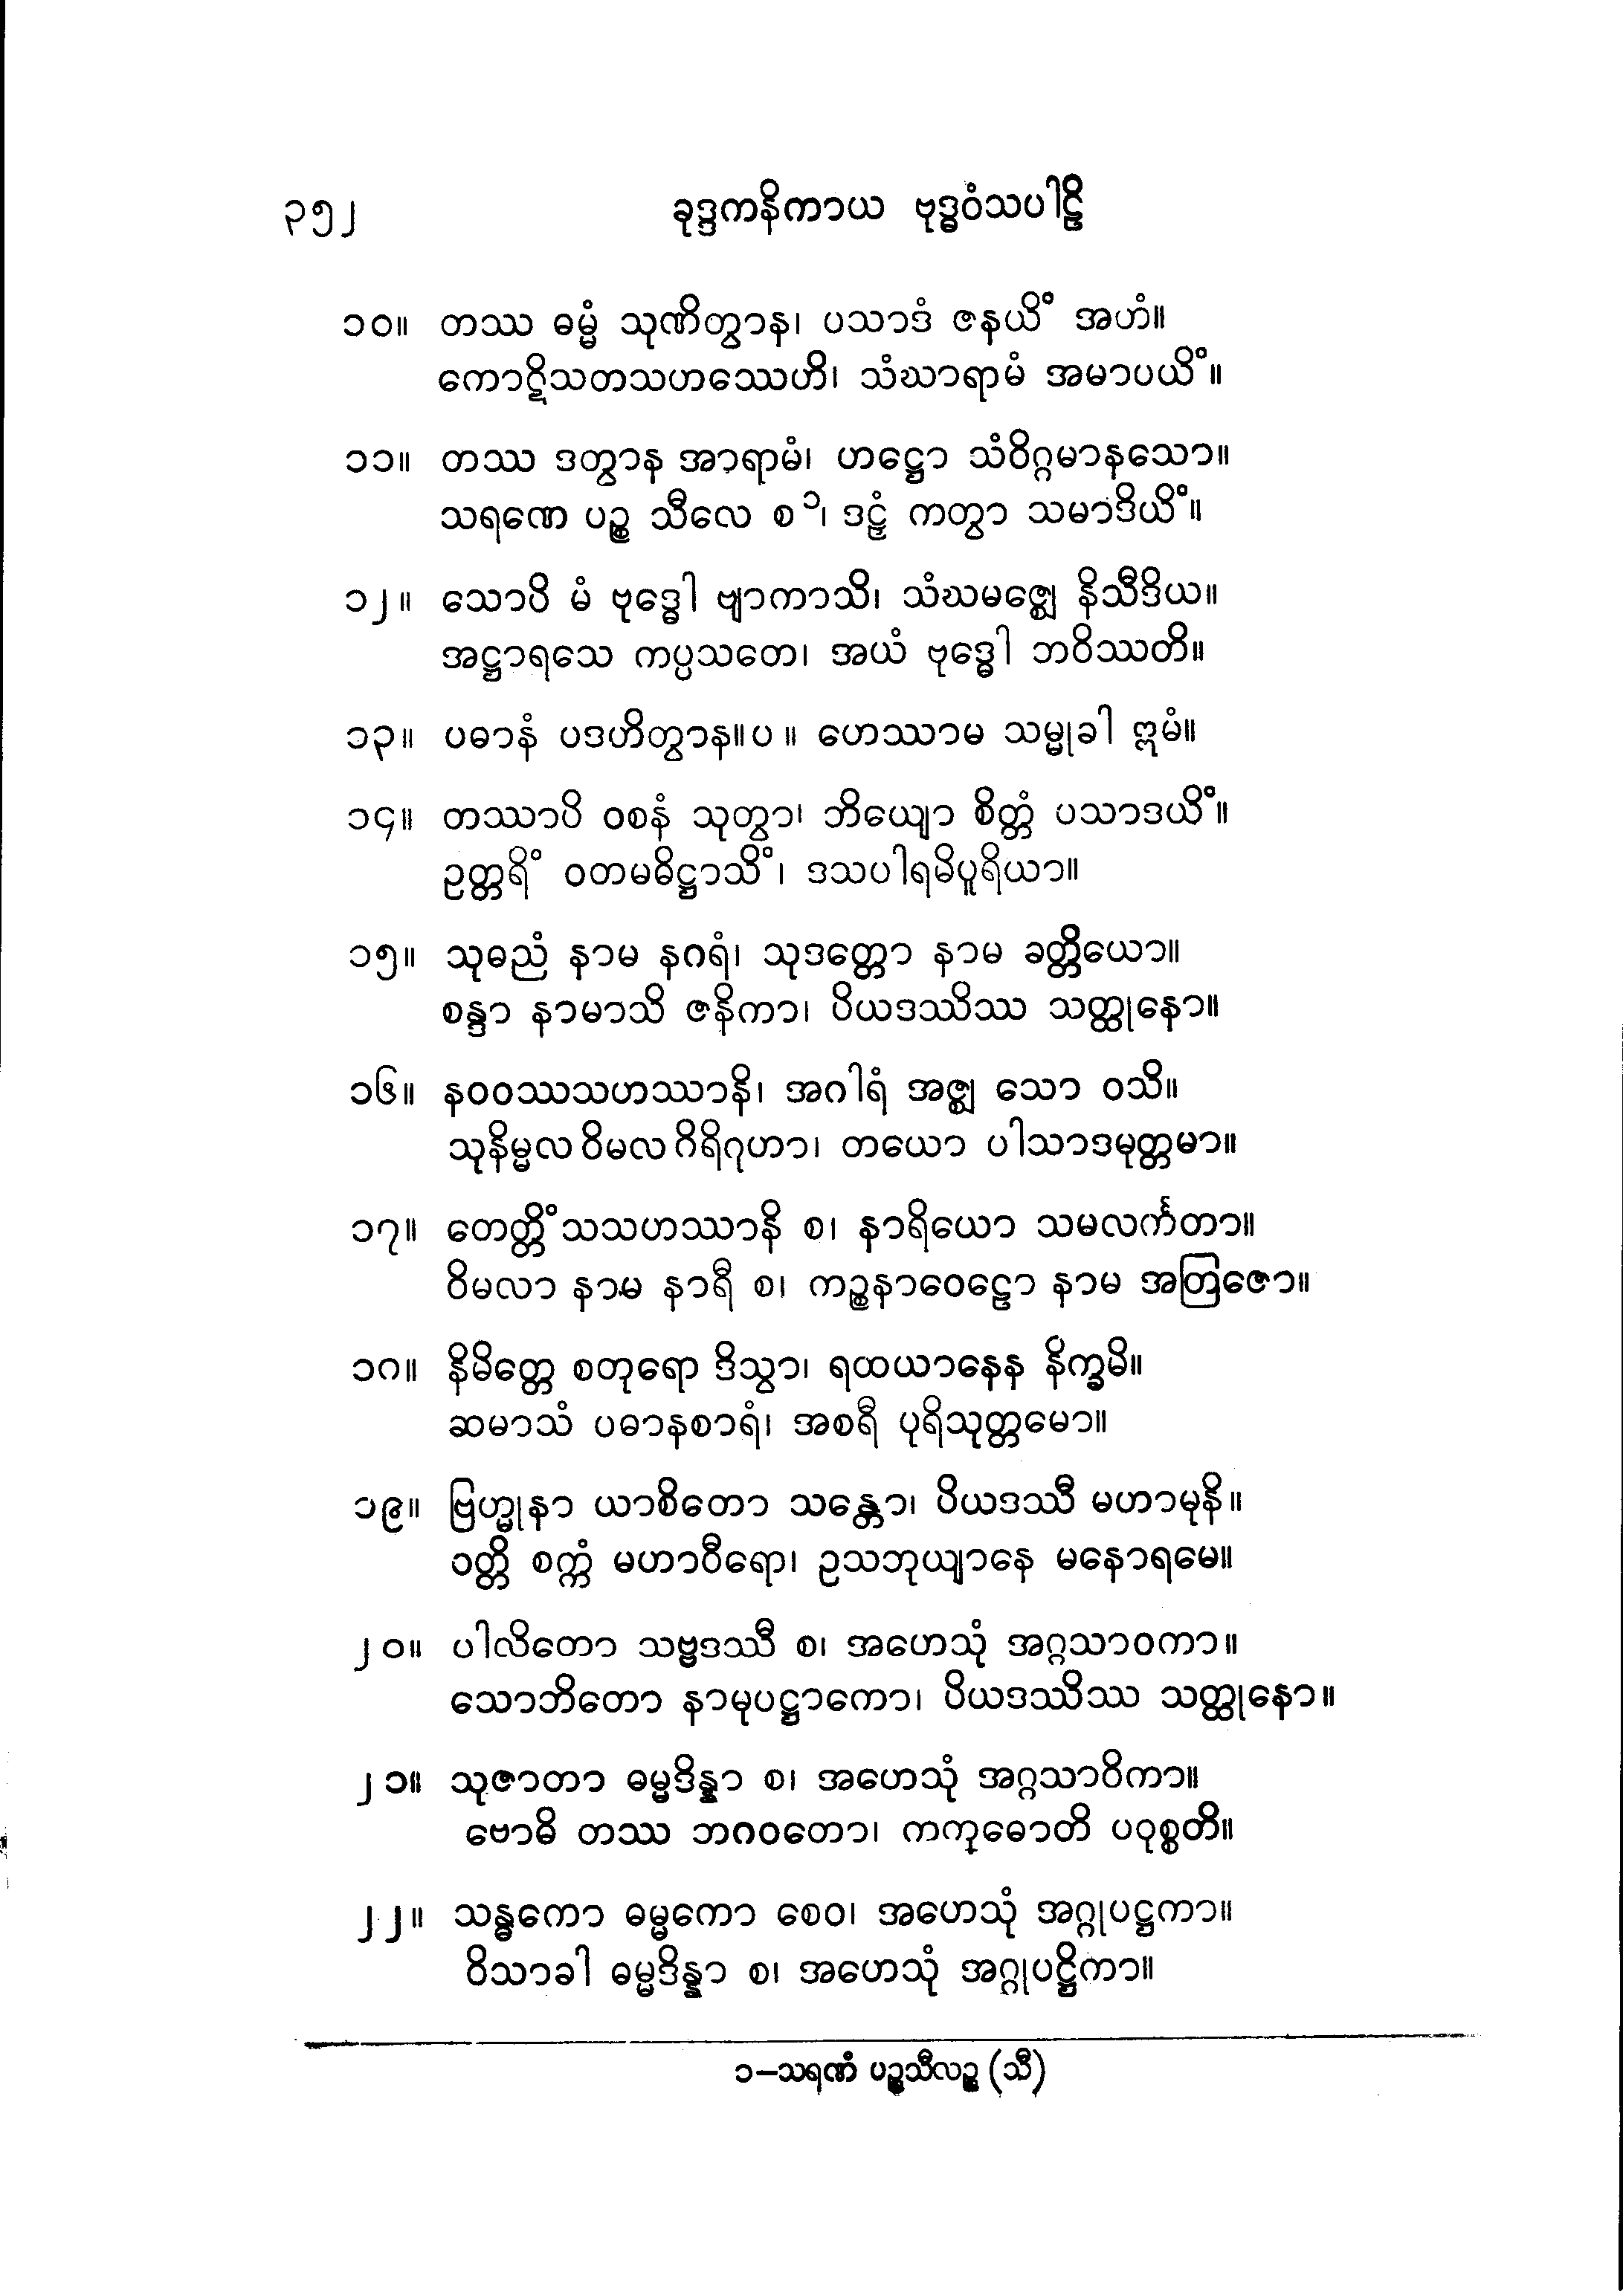 ၃၅၂ ခုဒ္ဒကနိကာယ ဗုဒ္ဓဝံသပါဠိ
၁၀။ တဿ ဓမ္မံ သုဏိတွာန၊ ပသာဒံ ဇနယိံ အဟံ။
ကောဋိသတသဟဿေဟိ၊ သံဃာရာမံ အမာပယိံ။
၁၁။ တဿ ဒတွာန အာရာမံ၊ ဟဋ္ဌော သံဝိဂ္ဂမာနသော။
သရဏေ ပဉ္စ သီလေ စ ၁၊ ဒဠှံ ကတွာ သမာဒိယိံ။
၁၂။ သောပိ မံ ဗုဒ္ဓေါ ဗျာကာသိ၊ သံဃမဇ္ဈေ နိသီဒိယ။
အဋ္ဌာရသေ ကပ္ပသတေ၊ အယံ ဗုဒ္ဓေါ ဘဝိဿတိ။
၁၃။ ပဓာနံ ပဒဟိတွာန။ပ။ ဟေဿာမ သမ္မုခါ ဣမံ။
၁၄။ တဿာပိ ဝစနံ သုတွာ၊ ဘိယျော စိတ္တံ ပသာဒယိံ။
ဥတ္တရိံ ဝတမဓိဋ္ဌာသိံ၊ ဒသပါရမိပူရိယာ။
၁၅။ သုဓညံ နာမ နဂရံ၊ သုဒတ္တော နာမ ခတ္တိယော။
စန္ဒာ နာမာသိ ဇနိကာ၊ ပိယဒဿိဿ သတ္ထုနော။
၁၆။ နဝဝဿသဟဿာနိ၊ အဂါရံ အဇ္ဈ သော ဝသိ။
သုနိမ္မလ ဝိမလ ဂိရိဂုဟာ၊ တယော ပါသာဒမုတ္တမာ။
၁၇။ တေတ္တိံသသဟဿာနိ စ၊ နာရိယော သမလင်္ကတာ။
ဝိမလာ နာမ နာရီ စ၊ ကဉ္စနာဝေဠော နာမ အတြဇော။
၁၈။ နိမိတ္တေ စတုရော ဒိသွာ၊ ရထယာနေန နိက္ခမိ။
ဆမာသံ ပဓာနစာရံ၊ အစရီ ပုရိသုတ္တမော။
၁၉။ ဗြဟ္မုနာ ယာစိတော သန္တော၊ ပိယဒဿီ မဟာမုနိ။
ဝတ္တိ စက္ကံ မဟာဝီရော၊ ဥသဘုယျာနေ မနောရမေ။
၂၀။ ပါလိတော သဗ္ဗဒဿီ စ၊ အဟေသုံ အဂ္ဂသာဝကာ။
သောဘိတော နာမုပဋ္ဌာကော၊ ပိယဒဿိဿ သတ္ထုနော။
၂၁။ သုဇာတာ ဓမ္မဒိန္နာ စ၊ အဟေသုံ အဂ္ဂသာဝိကာ။
ဗောဓိ တဿ ဘဂဝတော၊ ကကုဓောတိ ပဝုစ္စတိ။
၂၂။ သန္ဓကော ဓမ္မကော စေဝ၊ အဟေသုံ အဂ္ဂုပဋ္ဌကာ။
ဝိသာခါ ဓမ္မဒိန္နာ စ၊ အဟေသုံ အဂ္ဂုပဋ္ဌိကာ။
၁–သရဏံ ပဉ္စသီလဉ္စ (သီ)